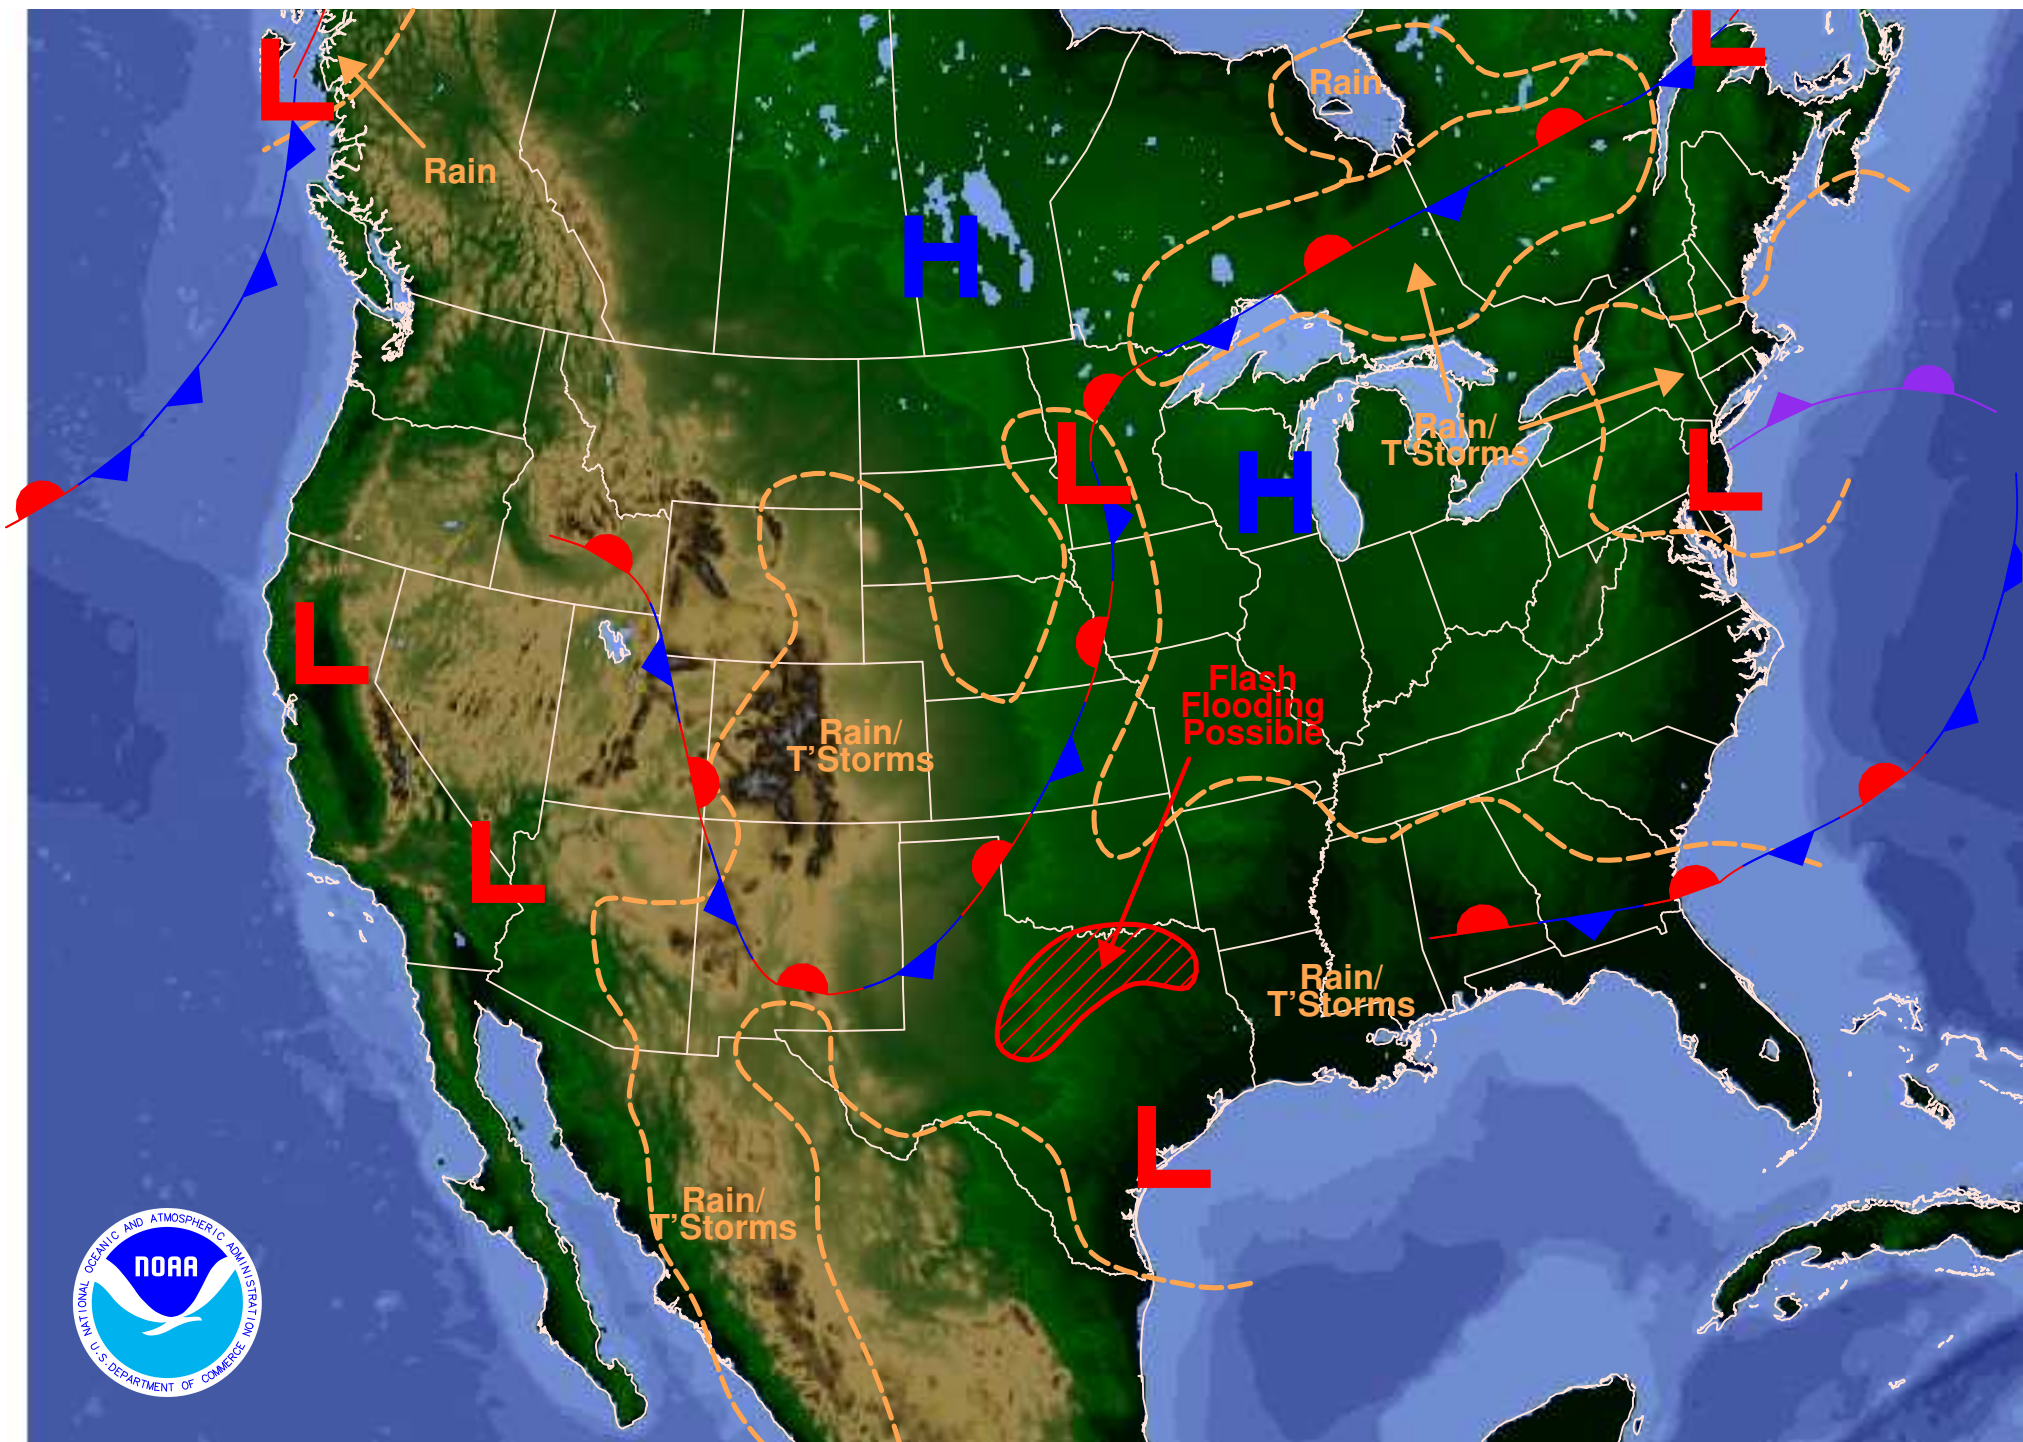 L
L
Rain
Rain
H
Rain/
T'Storms
L
H
L
L
Flash
Flooding
Possible
Rain/
T'Storms
L
Rain/
T'Storms
L
Rain/
T'Storms
NATIONAL OCEANIC AND ATMOSPHERIC ADMINISTRATION
NOAA
U.S. DEPARTMENT OF COMMERCE